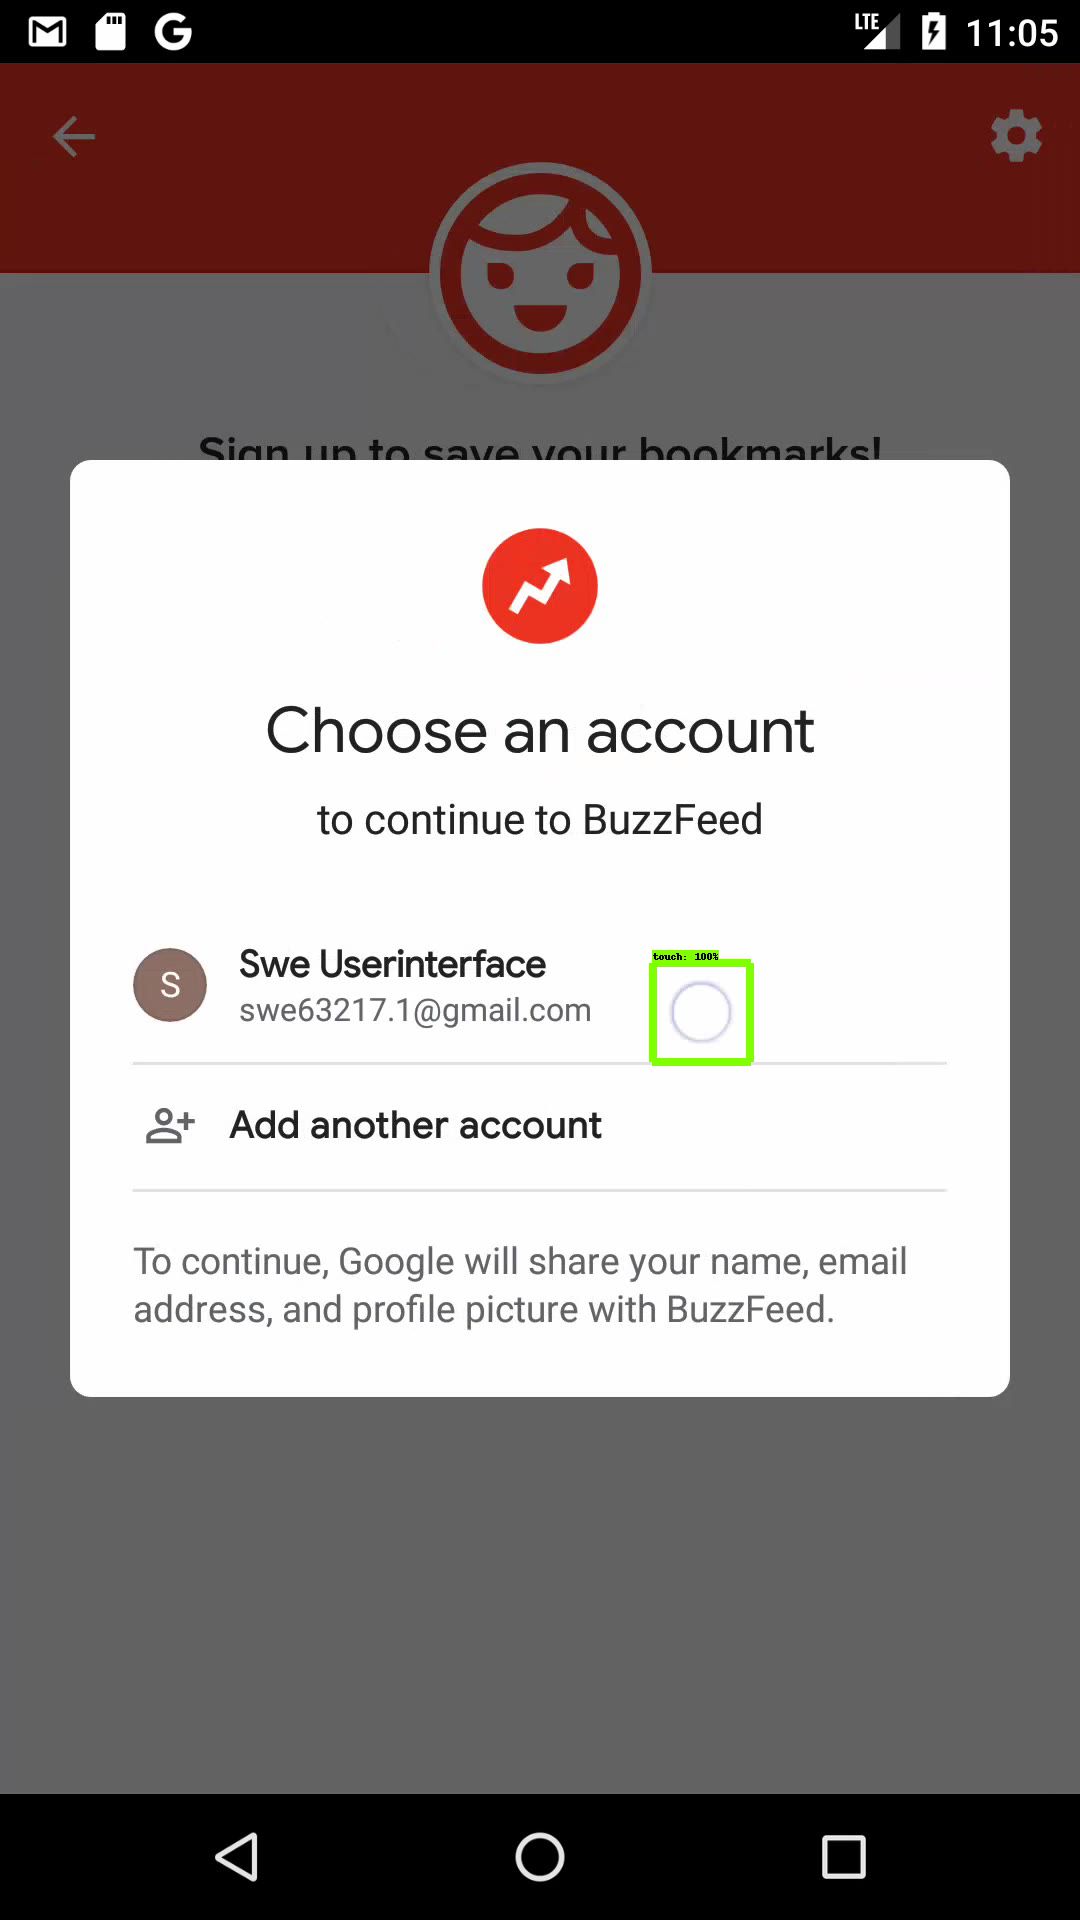 LTE 11:05
Sign up to save your bookmarks!
Choose an account
to continue to BuzzFeed
S
Swe Userinterface
touch: 100%
swe63217.1@gmail.com
Add another account
To continue, Google will share your name, email
address, and profile picture with BuzzFeed.